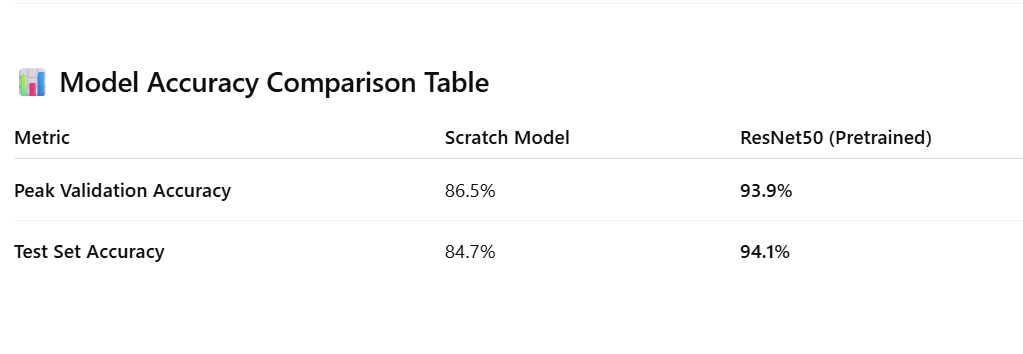 Model Accuracy Comparison Table
Metric Scratch Model ResNet50 (Pretrained)
Peak Validation Accuracy 86.5% 93.9%
Test Set Accuracy 84.7% 94.1%